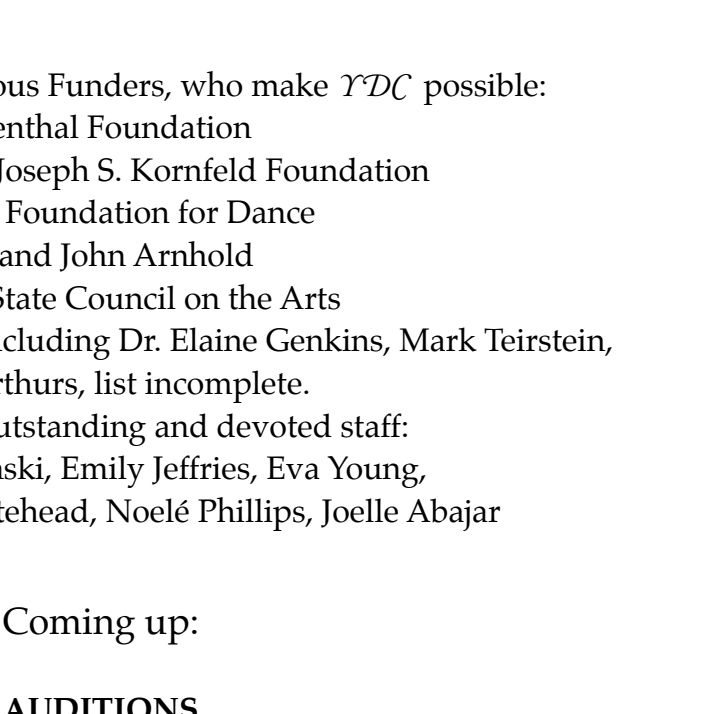 ous Funders, who make YDC possible:
enthal Foundation
Joseph S. Kornfeld Foundation
Foundation for Dance
and John Arnhold
State Council on the Arts
cluding Dr. Elaine Genkins, Mark Teirstein,
rthurs, list incomplete.
utstanding and devoted staff:
ski, Emily Jeffries, Eva Young,
tehead, Noelé Phillips, Joelle Abajar
Coming up:
AUDITIONS